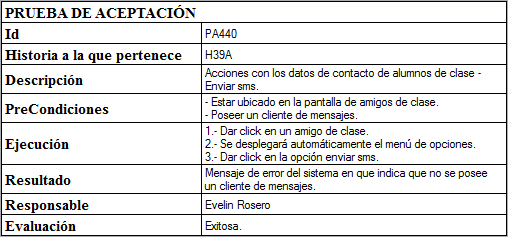 PRUEBA DE ACEPTACIÓN
Id PA440
Historia a la que pertenece H39A
Descripción Acciones con los datos de contacto de alumnos de clase -
Enviar sms.
PreCondiciones - Estar ubicado en la pantalla de amigos de clase.
- Poseer un cliente de mensajes.
Ejecución 1.- Dar click en un amigo de clase.
2.- Se desplegará automáticamente el menú de opciones.
3.- Dar click en la opción enviar sms.
Resultado Mensaje de error del sistema en que indica que no se posee
un cliente de mensajes.
Responsable Evelin Rosero
Evaluación Exitosa.